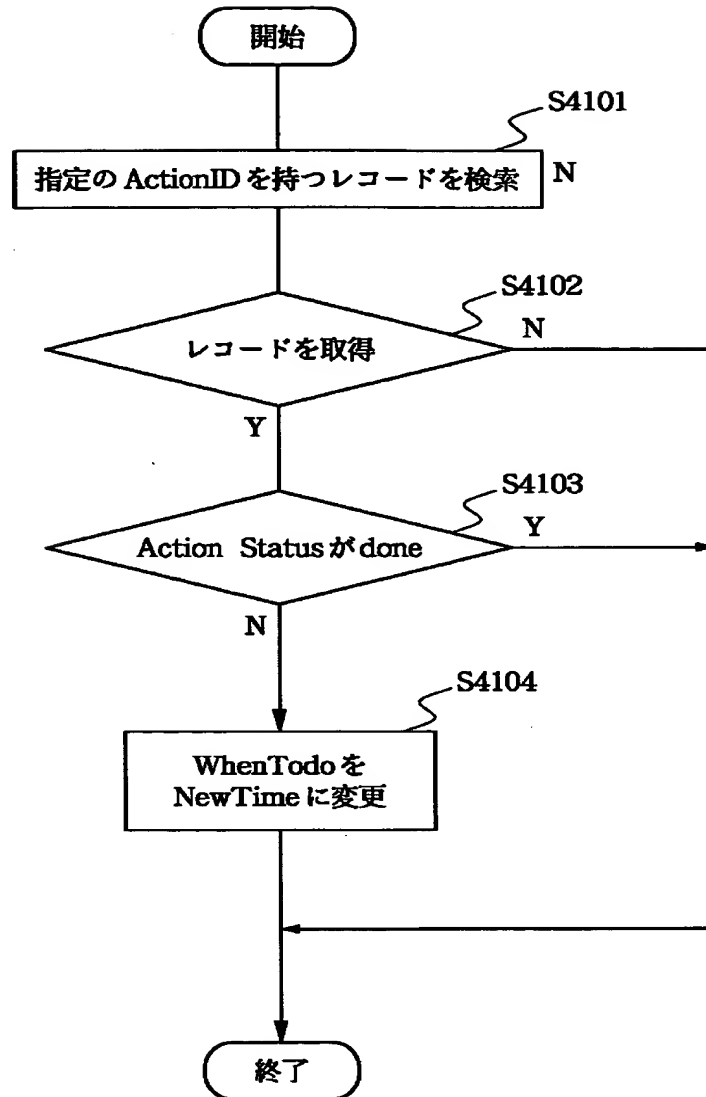 開始
S4101
指定の ActionID を持つレコードを検索
N
S4102
レコードを取得
N
Y
S4103
Action Status が done
Y
N
S4104
WhenTodo を
NewTime に変更
終了